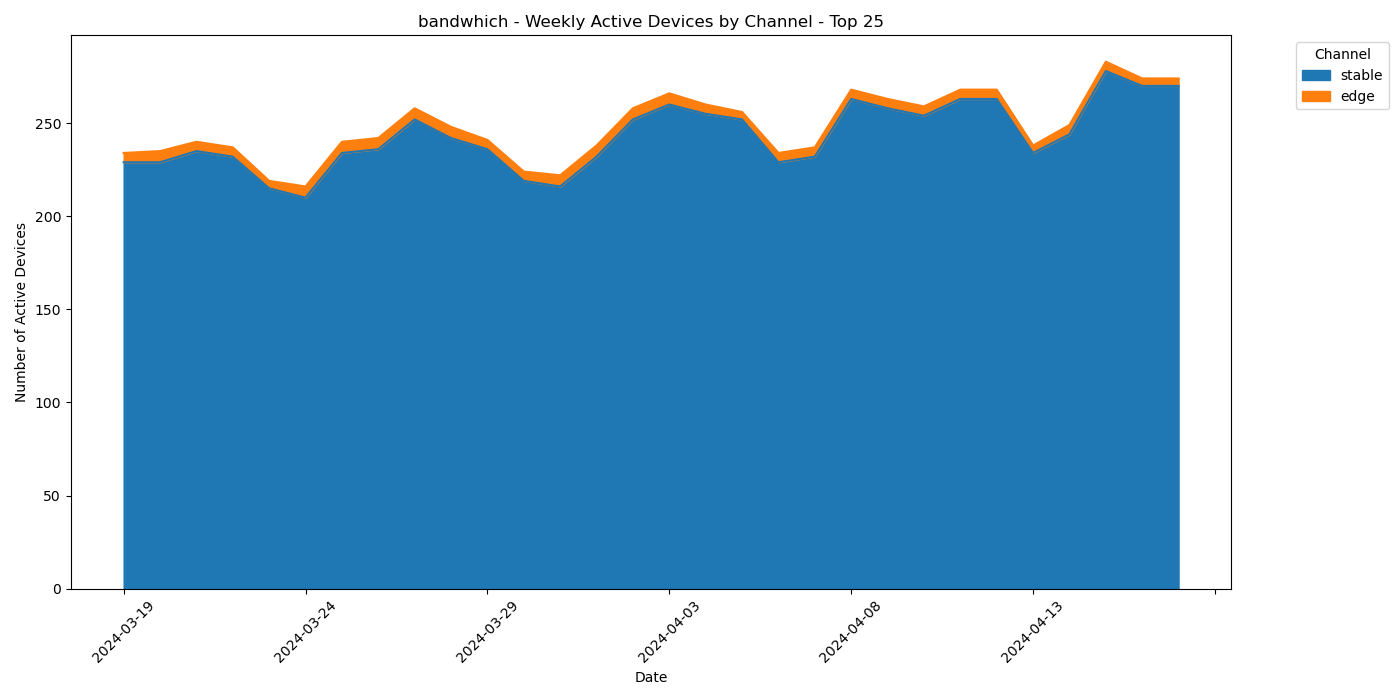 bandwhich - Weekly Active Devices by Channel - Top 25
Channel
stable
edge
Number of Active Devices
250
200
150
100
50
0
2024-03-19
2024-03-24
2024-03-29
2024-04-03
2024-04-08
2024-04-13
Date